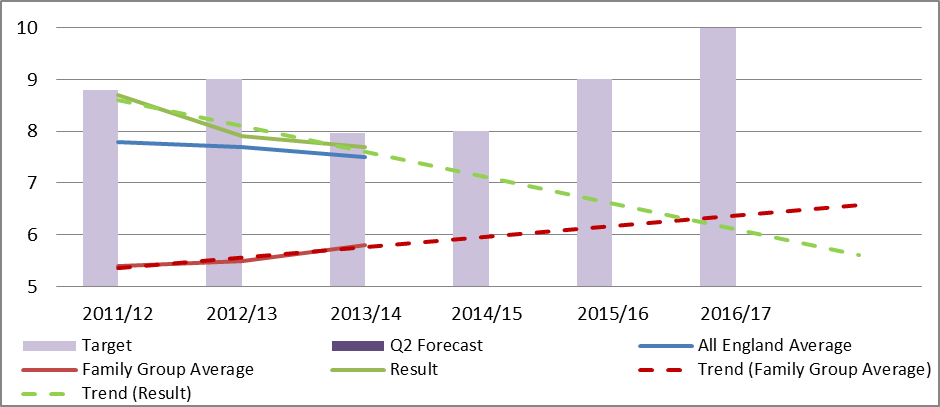 10
9
8
7
6
5
2011/12 2012/13 2013/14 2014/15 2015/16 2016/17
Target Q2 Forecast All England Average
Family Group Average Result Trend (Family Group Average)
Trend (Result)